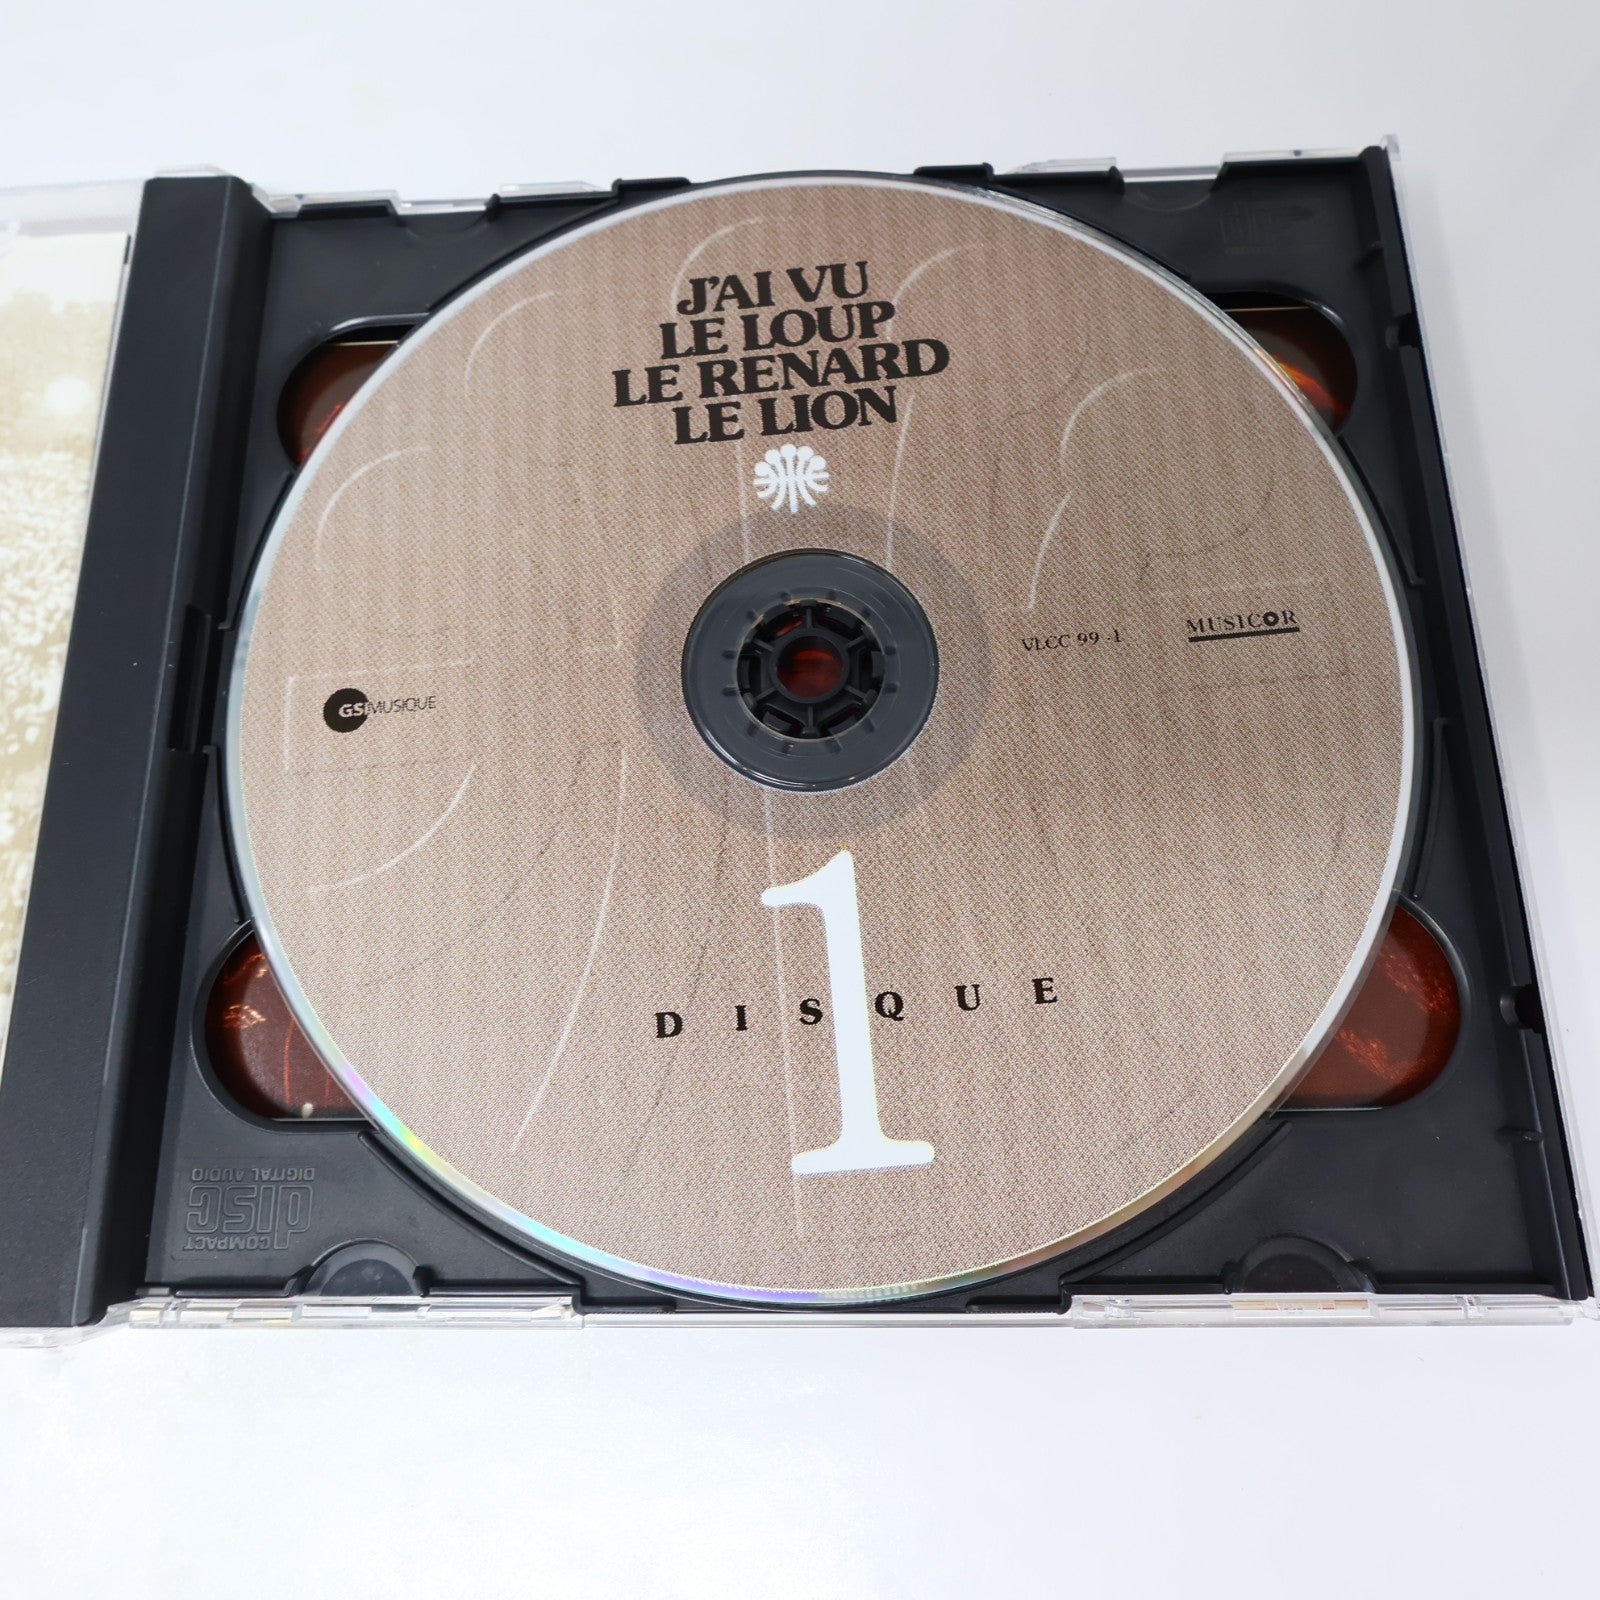 J'AI VU
LE LOUP
LE RENARD
LE LION
VLCC 99-1
MUSICOR
GSI MUSIQUE
1
DISQUE
COMPACT
disc
DIGITAL AUDIO